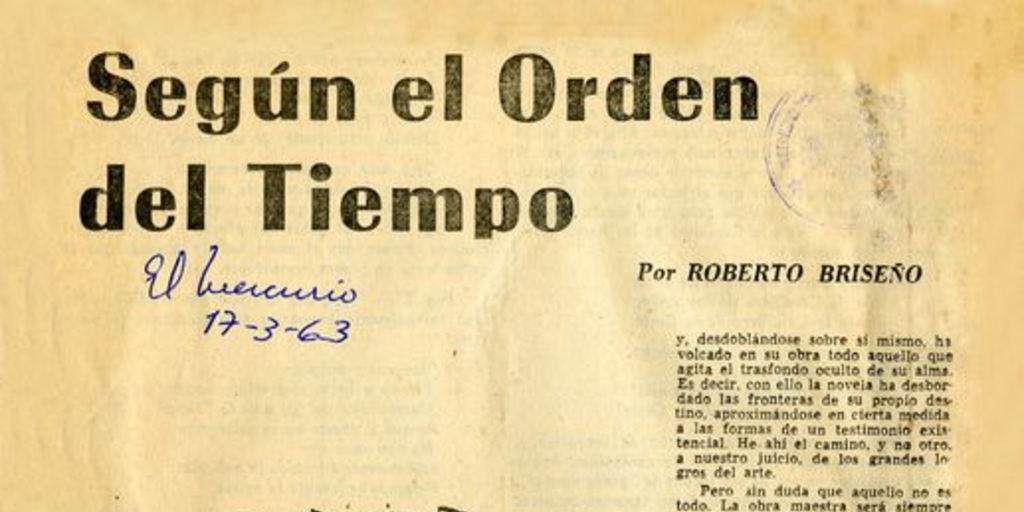 Según el Orden
del Tiempo
El Mercurio
17-3-63
Por ROBERTO BRISEÑO
y, desdoblándose sobre sí mismo, ha
volcado en su obra todo aquello que
agita el trasfondo oculto de su alma.
Es decir, con ello la novela ha desbor-
dado las fronteras de su propio des-
tino, aproximándose en cierta medida
a las formas de un testimonio exis-
tencial. He ahí el camino, y no otro,
a nuestro juicio, de los grandes lo-
gros del arte.
Pero sin duda que aquello no es
todo. La obra maestra será siempre